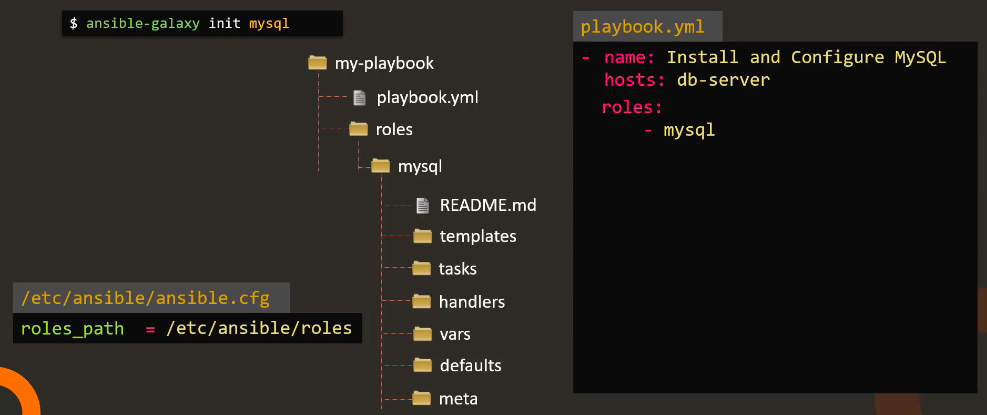 $ ansible-galaxy init mysql
my-playbook
playbook.yml
roles
mysql
README.md
templates
tasks
handlers
vars
defaults
meta
/etc/ansible/ansible.cfg
roles_path = /etc/ansible/roles
playbook.yml
- name: Install and Configure MySQL
hosts: db-server
roles:
- mysql